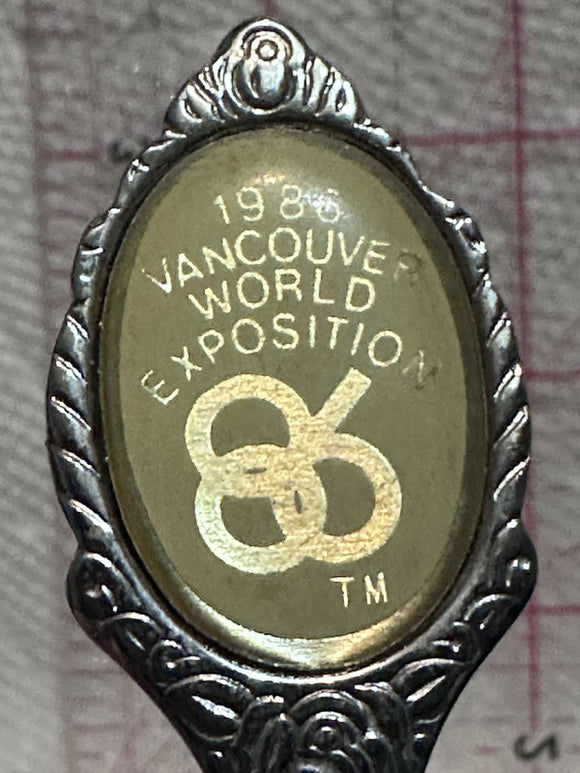 1986
VANCOUVER
WORLD
EXPOSITION
86
TM